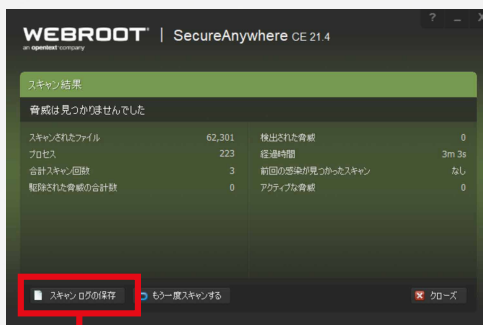 WEBROOT | SecureAnywhere CE 21.4
an opentext company
スキャン結果
脅威は見つかりませんでした
スキャンされたファイル 62,301 検出された脅威 0
プロセス 223 経過時間 3m 3s
合計スキャン回数 3 前回の感染が見つかったスキャン なし
駆除された脅威の合計数 0 アクティブな脅威 0
スキャン ログの保存 もう一度スキャンする クローズ